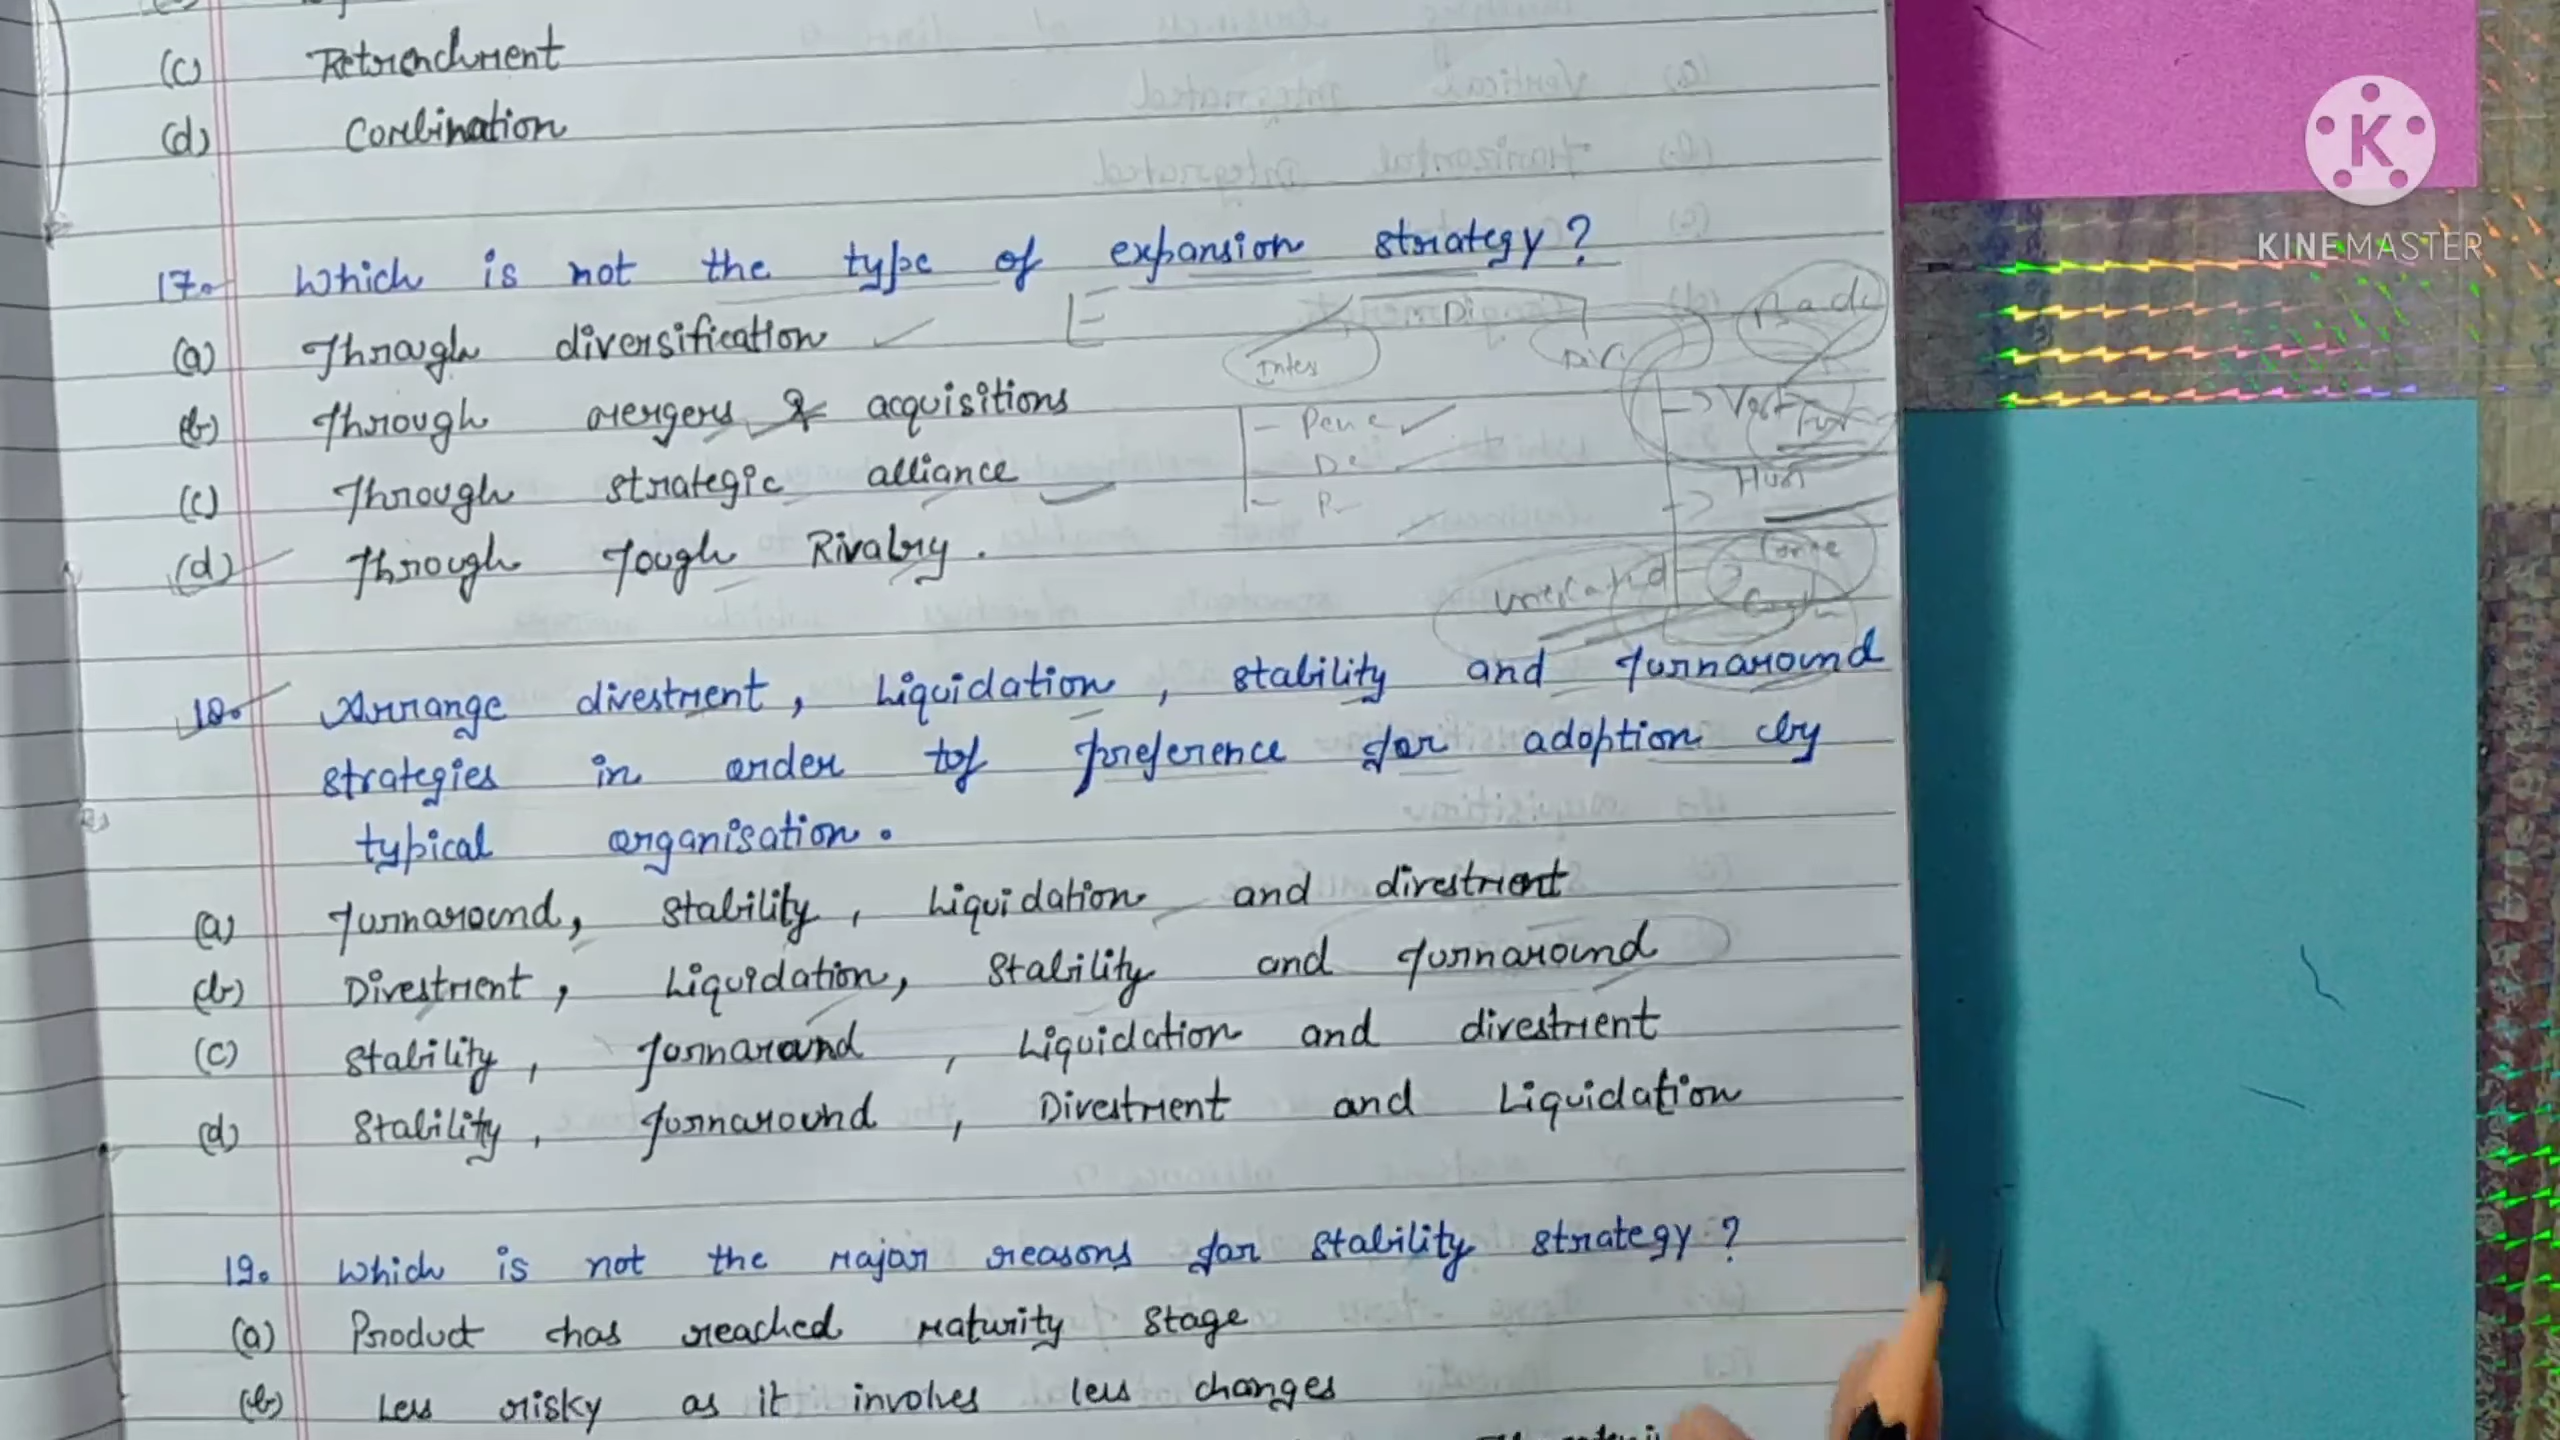 (c) Retrenchment
(d) Combination
KINEMASTER
17. Which is not the type of expansion strategy?
(a) Through diversification
(b) Through mergers & acquisitions
(c) Through strategic alliance
(d) Through Tough Rivalry.
Inter
Pene
De
P
18. Arrange divestment, Liquidation, stability and Turnaround
strategies in order of preference for adoption by
typical organisation.
(a) Turnaround, Stability, Liquidation and divestment
(b) Divestment, Liquidation, Stability and Turnaround
(c) Stability, Turnaround, Liquidation and divestment
(d) Stability, Turnaround, Divestment and Liquidation
19. Which is not the major reasons for stability strategy?
(a) Product has reached maturity stage
(b) Less risky as it involves less changes